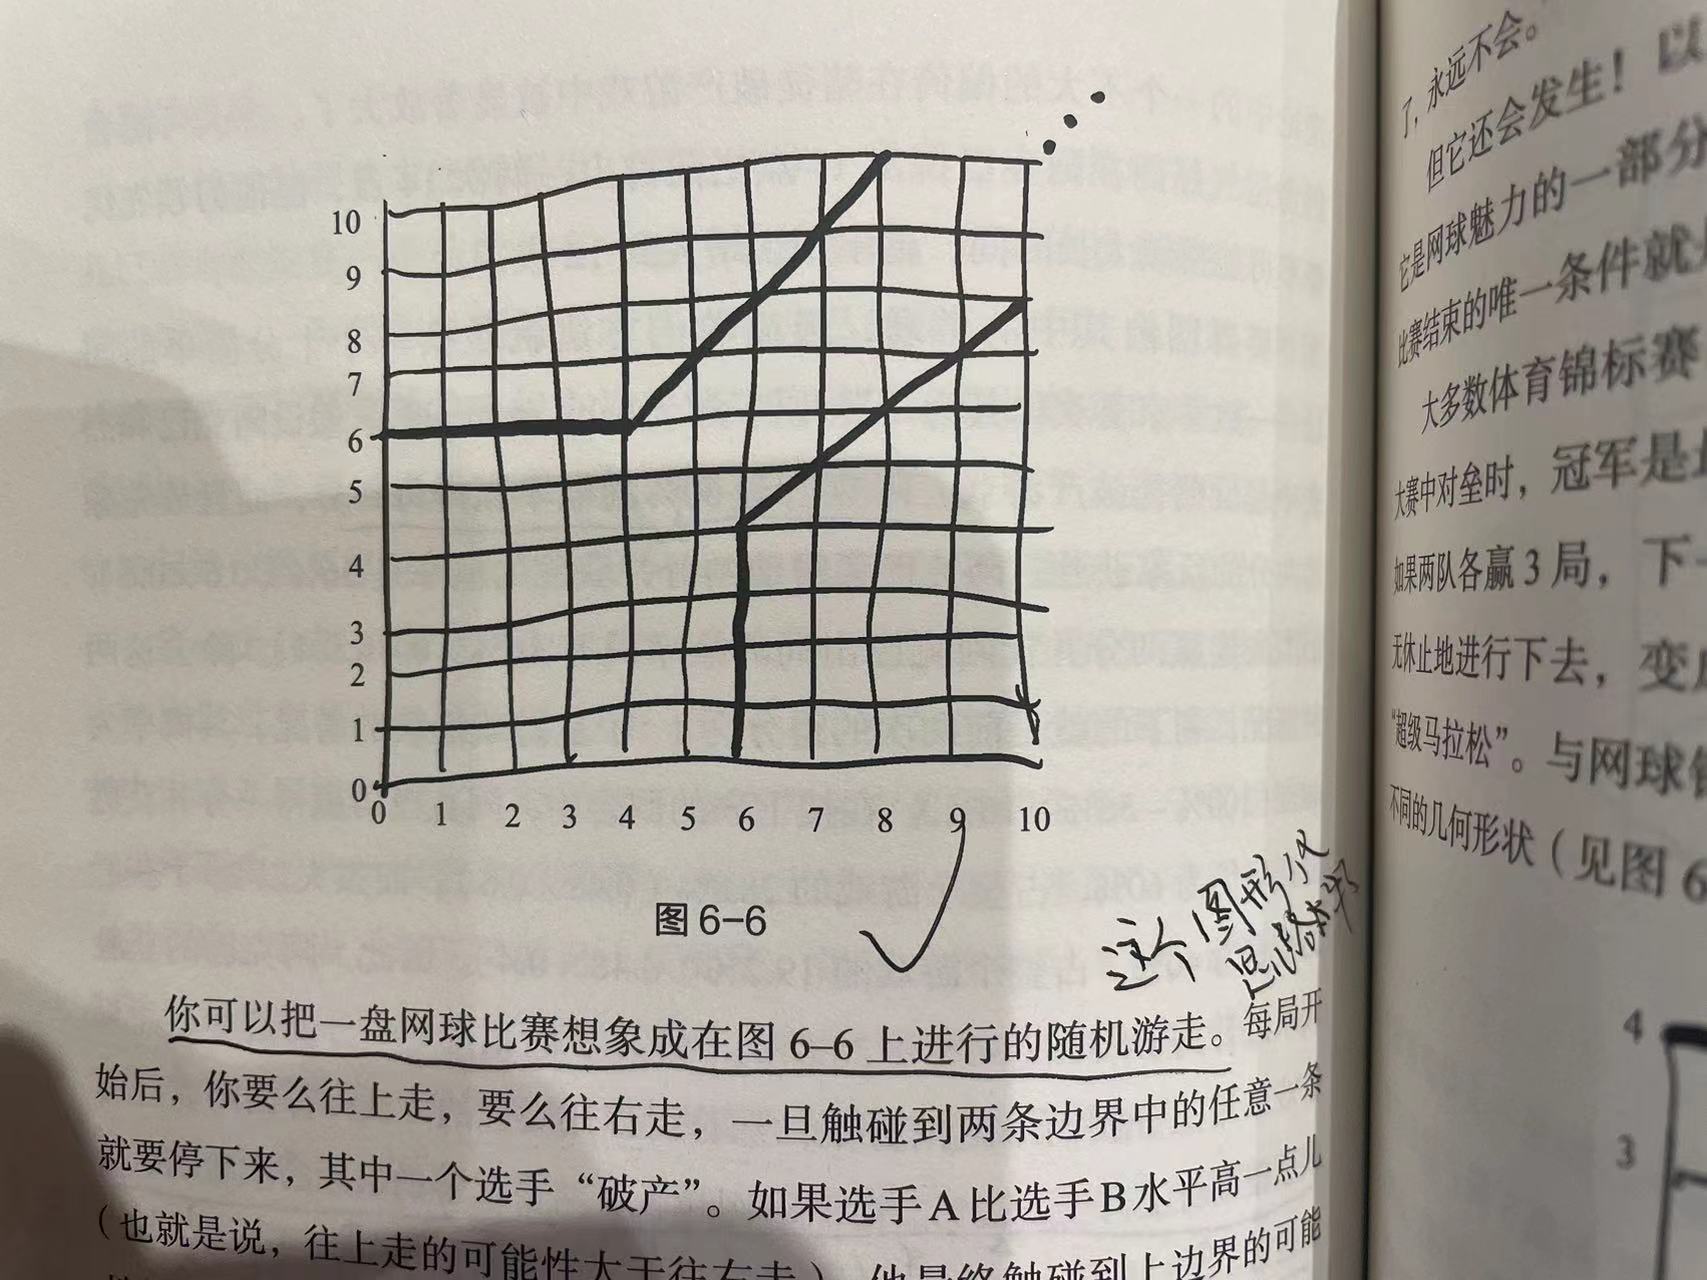 10
9
8
7
6
5
4
3
2
1
0
0 1 2 3 4 5 6 7 8 9 10
图6-6
这个图形
你可以把一盘网球比赛想象成在图 6-6 上进行的随机游走。每局开
始后，你要么往上走，要么往右走，一旦触碰到两条边界中的任意一条
就要停下来，其中一个选手“破产”。如果选手A比选手B水平高一点儿
（也就是说，往上走的可能性大于往右走），他最终触碰到上边界的可能
了，永远不会。
但它还会发生！以
它是网球魅力的一部分
比赛结束的唯一条件就
大多数体育锦标赛
大赛中对垒时，冠军是
如果两队各赢3局，下
无休止地进行下去，变
“超级马拉松”。与网球
不同的几何形状（见图6
4
3